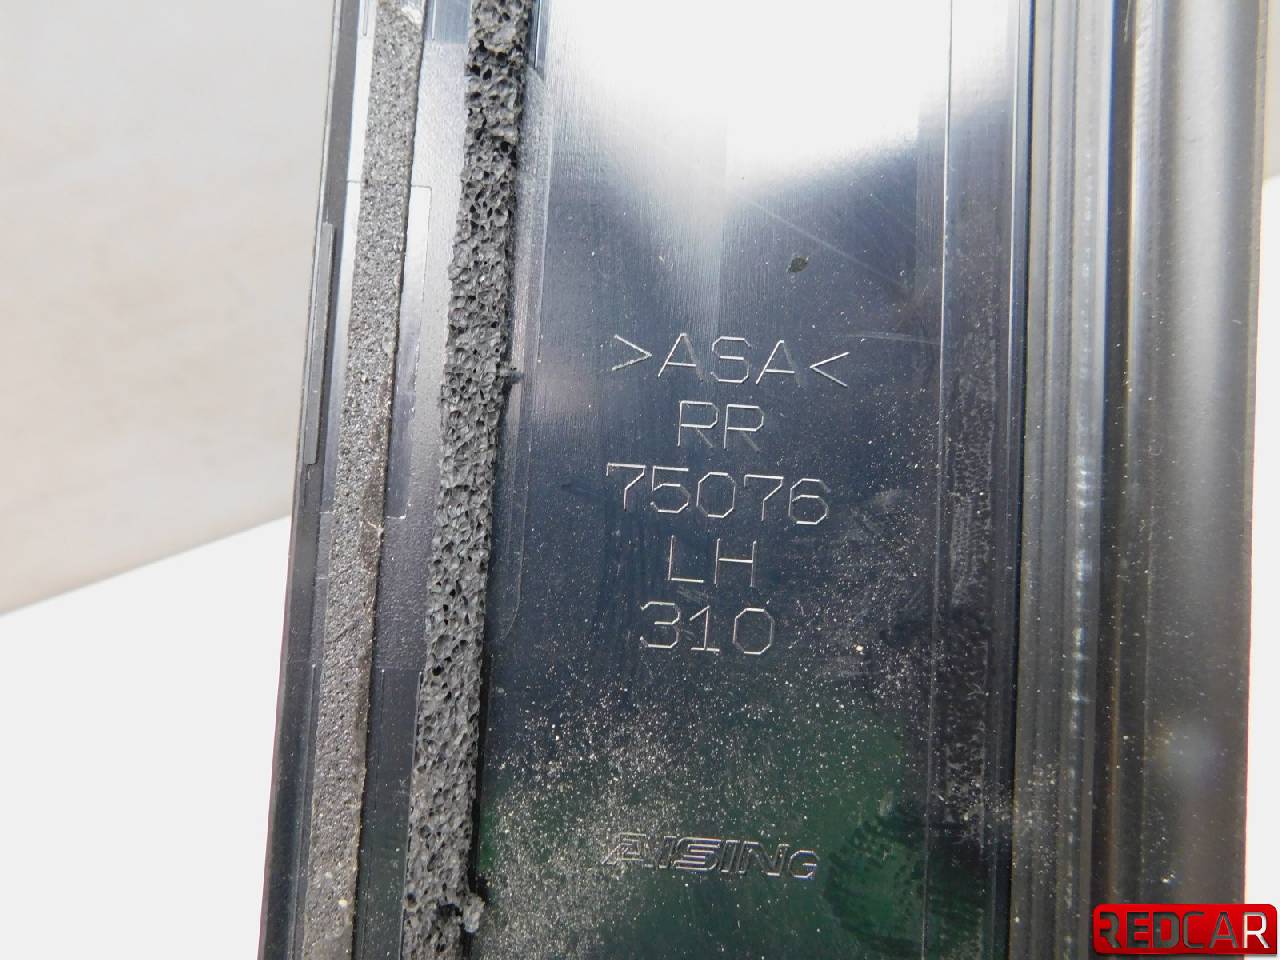 >ASA<
RR
75076
LH
310
AISIN
REDCAR